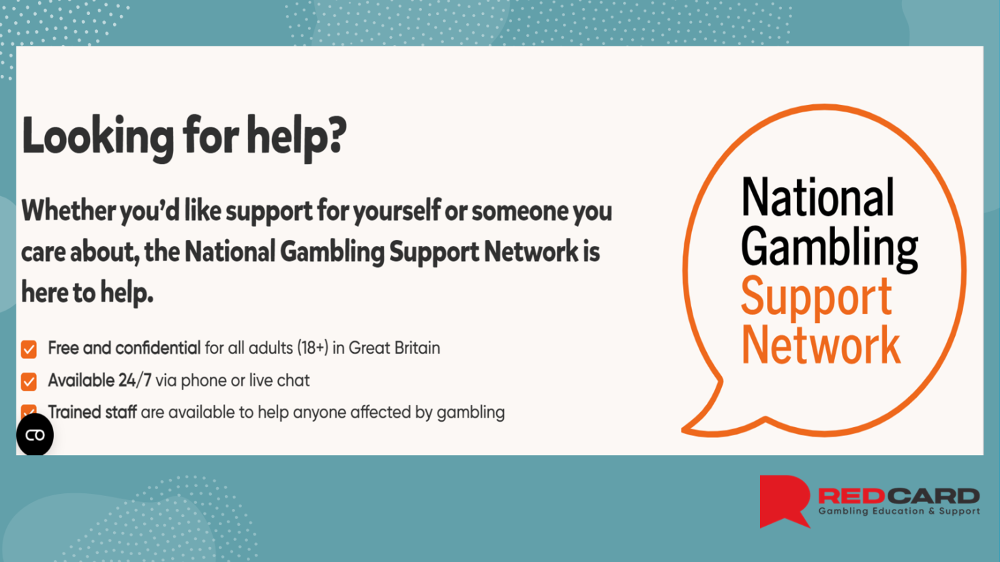 Looking for help?
Whether you’d like support for yourself or someone you
care about, the National Gambling Support Network is
here to help.
Free and confidential for all adults (18+) in Great Britain
Available 24/7 via phone or live chat
Trained staff are available to help anyone affected by gambling
National
Gambling
Support
Network
REDCARD
Gambling Education & Support